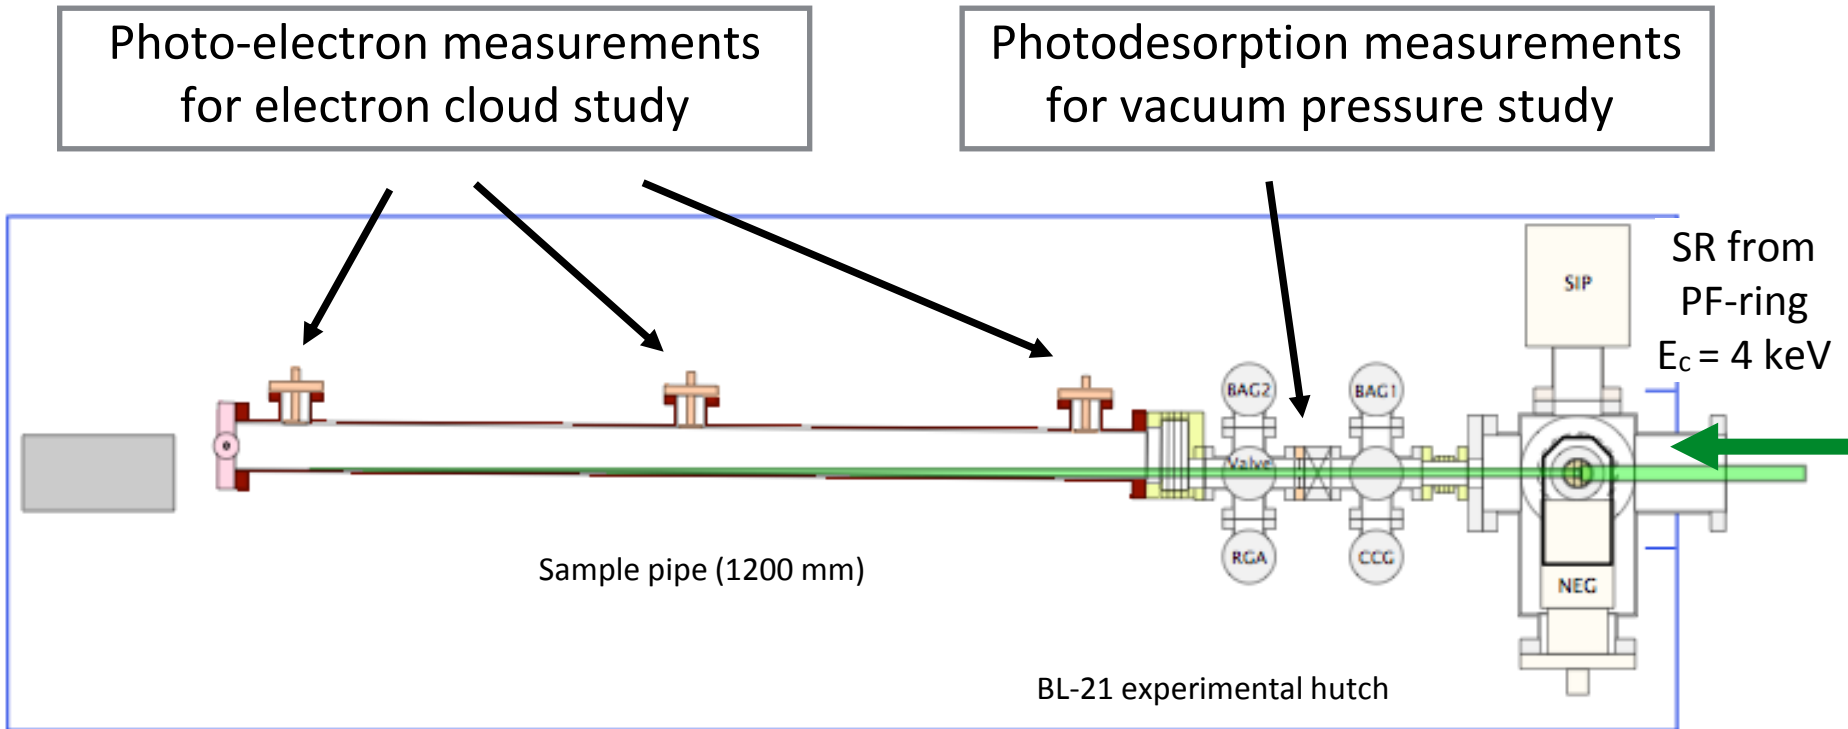 Photo-electron measurements
for electron cloud study
Photodesorption measurements
for vacuum pressure study
SR from
PF-ring
Ec = 4 keV
SIP
BAG2
BAG1
Valve
RGA
CCG
NEG
Sample pipe (1200 mm)
BL-21 experimental hutch